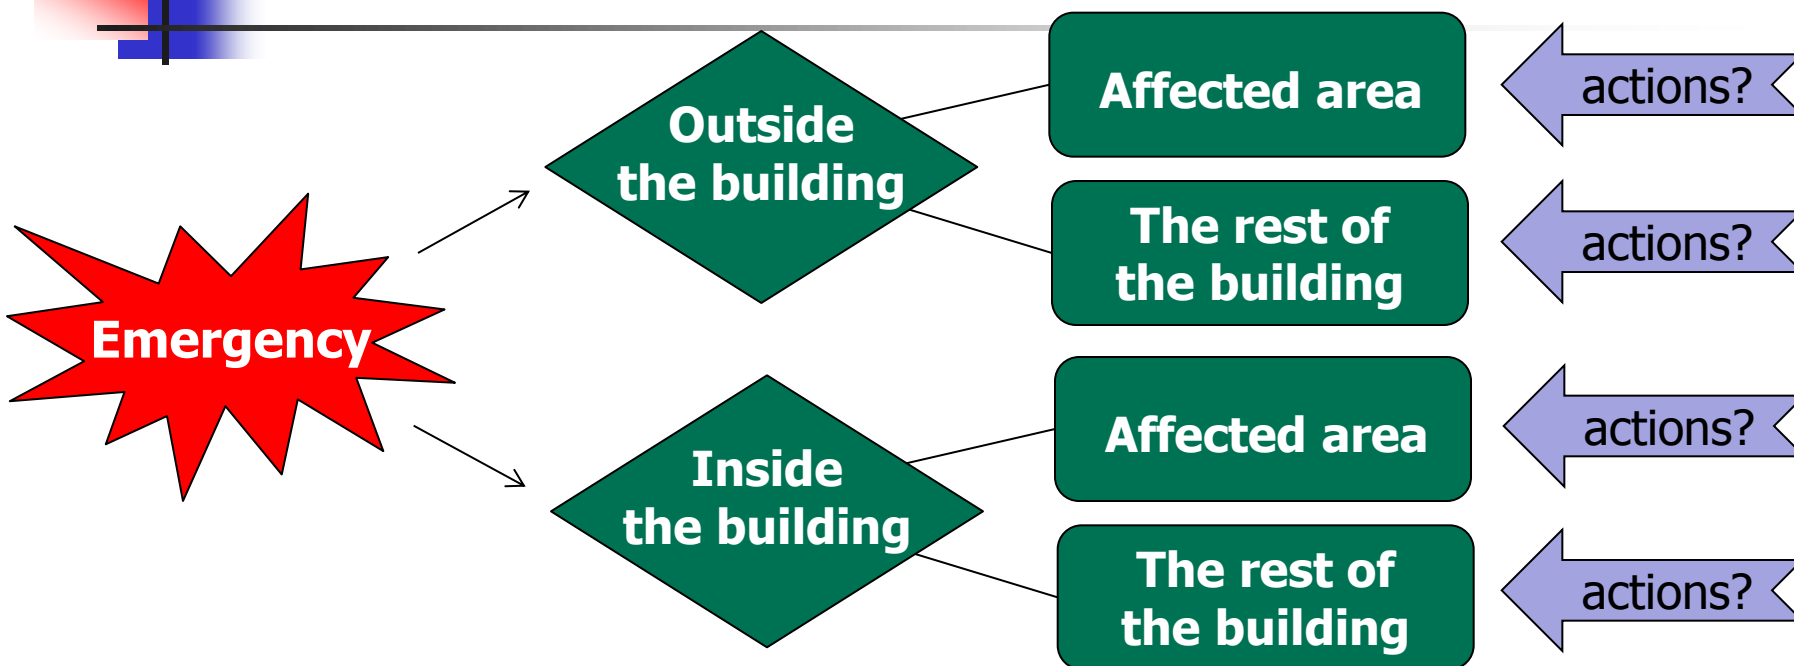 Emergency
Outside
the building
Affected area
actions?
The rest of
the building
actions?
Inside
the building
Affected area
actions?
The rest of
the building
actions?